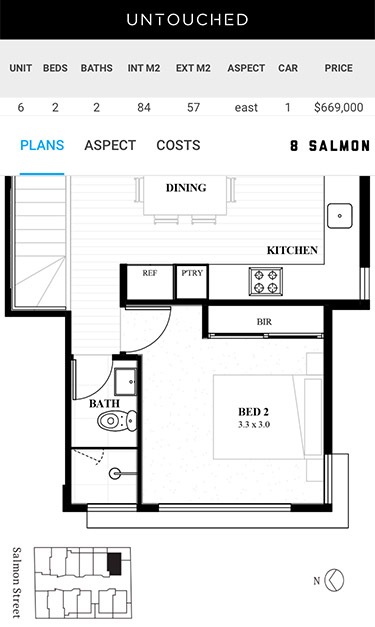 UNTOUCHED
UNIT BEDS BATHS INT M2 EXT M2 ASPECT CAR PRICE
6 2 2 84 57 east 1 $669,000
PLANS ASPECT COSTS 8 SALMON
DINING
KITCHEN
REF PTRY
BIR
BATH
BED 2
3.3 x 3.0
Salmon Street
N